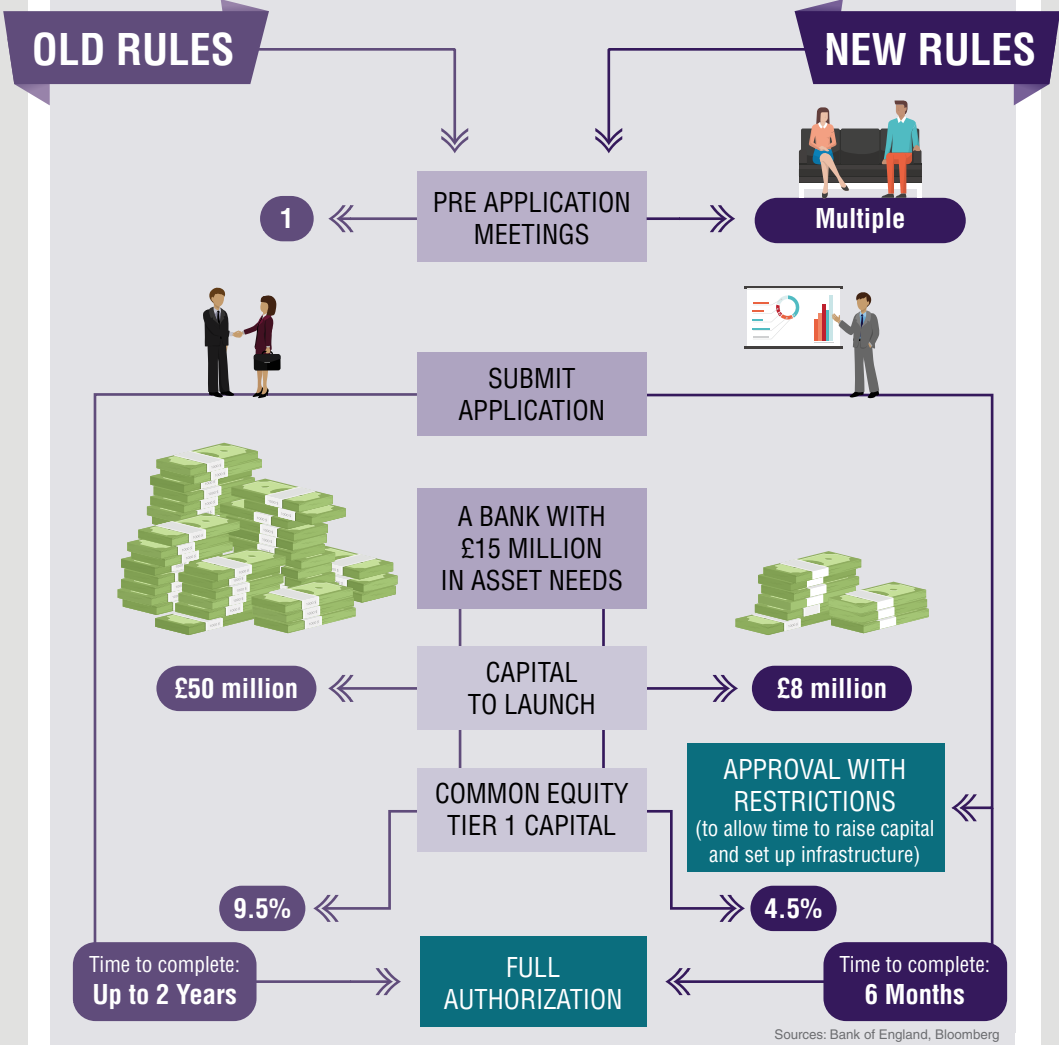 OLD RULES
NEW RULES
PRE APPLICATION
MEETINGS
1
Multiple
SUBMIT
APPLICATION
A BANK WITH
£15 MILLION
IN ASSET NEEDS
CAPITAL
TO LAUNCH
£50 million
£8 million
COMMON EQUITY
TIER 1 CAPITAL
APPROVAL WITH
RESTRICTIONS
(to allow time to raise capital
and set up infrastructure)
9.5%
4.5%
Time to complete:
Up to 2 Years
FULL
AUTHORIZATION
Time to complete:
6 Months
Sources: Bank of England, Bloomberg